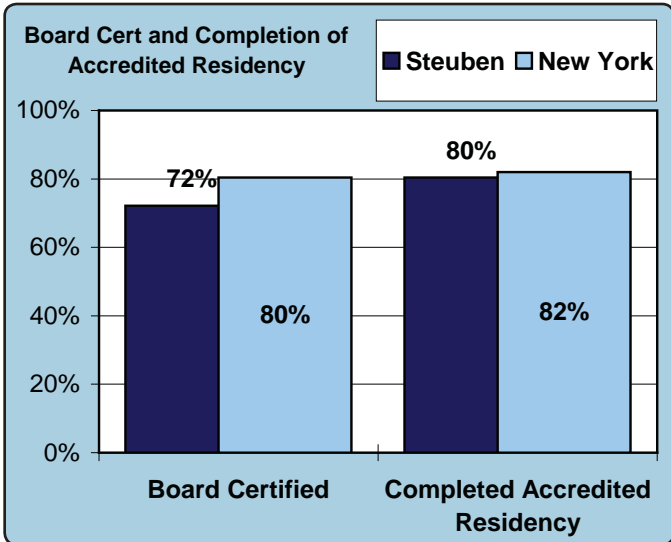 Board Cert and Completion of
Accredited Residency
Steuben New York
100%
80%
60%
40%
20%
0%
72%
80%
80%
82%
Board Certified
Completed Accredited
Residency